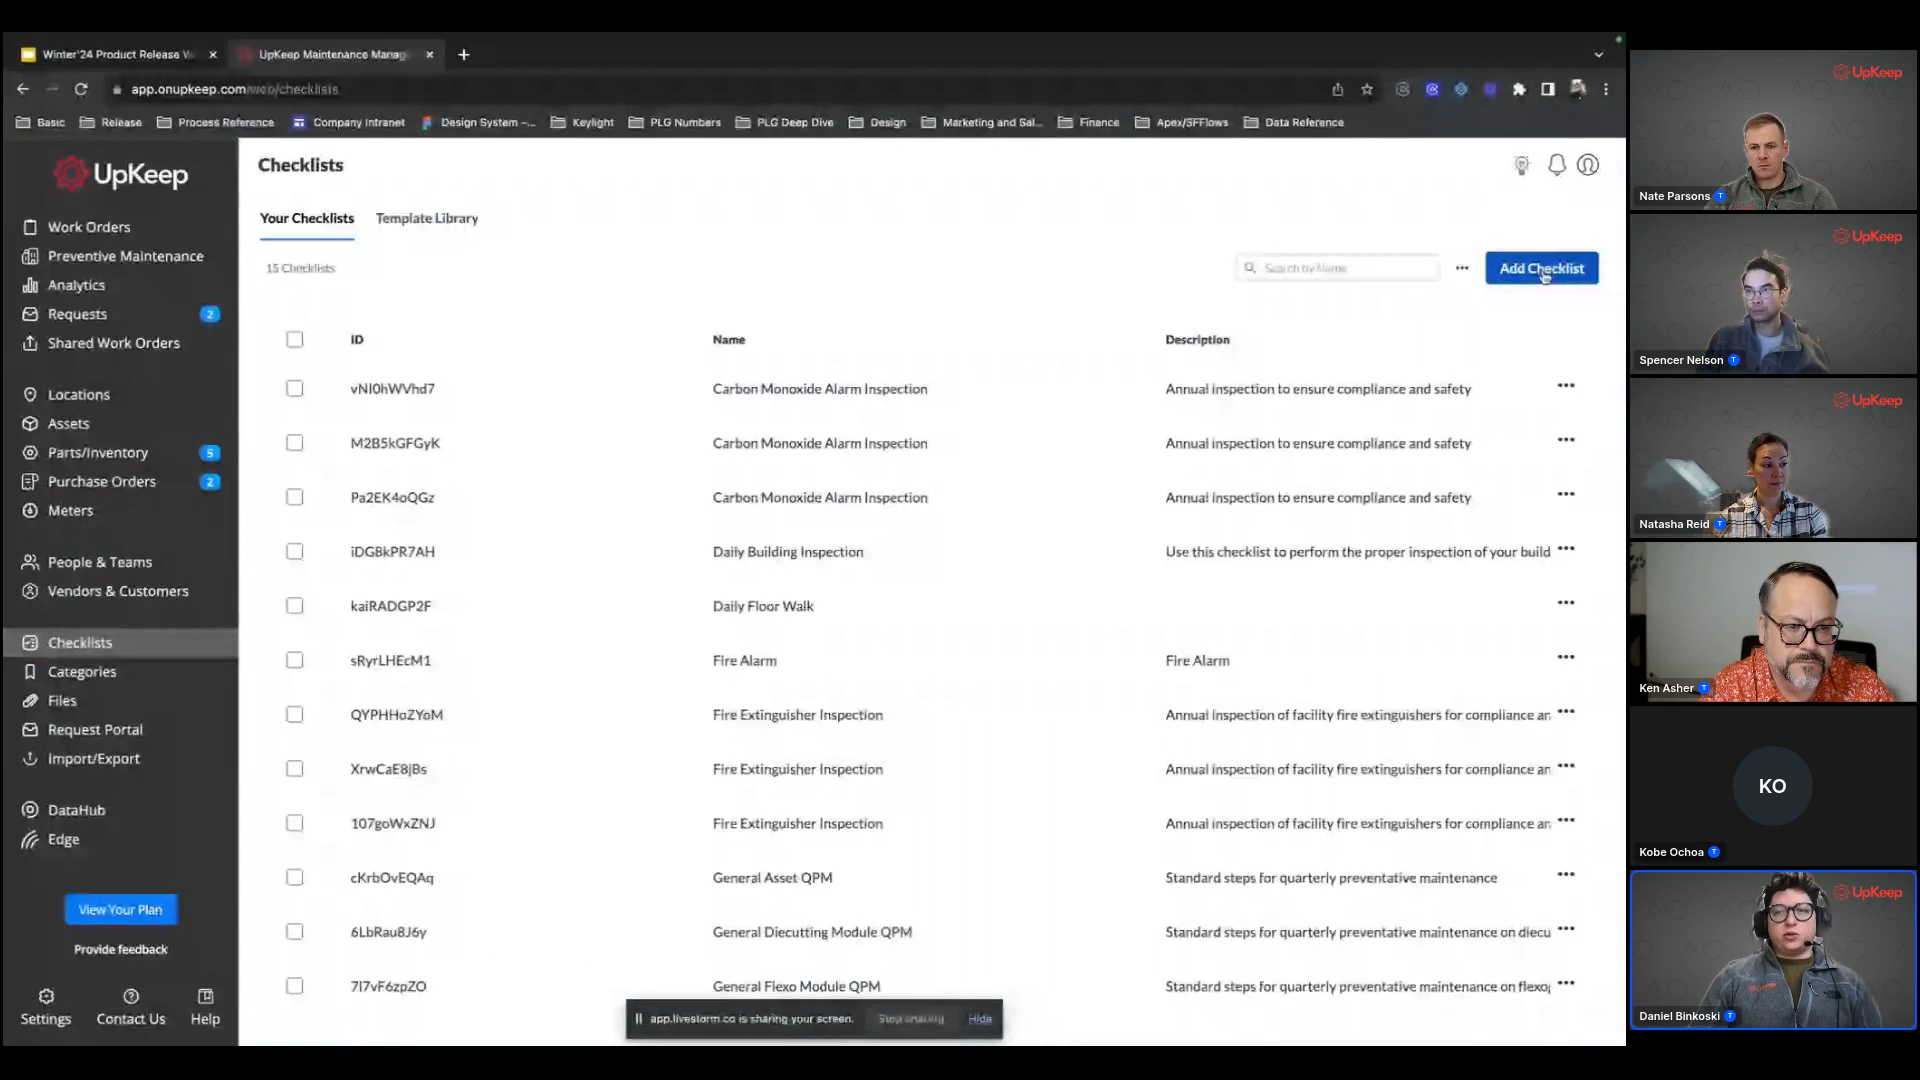 Winter'24 Product Release W
UpKeep Maintenance Manag
app.onupkeep.com/web/checklists
Basic
Release
Process Reference
Company Intranet
Design System –...
Keylight
PLG Numbers
PLG Deep Dive
Design
Marketing and Sal...
Finance
Apex/SFFlows
Data Reference
UpKeep
Work Orders
Preventive Maintenance
Analytics
Requests 2
Shared Work Orders
Locations
Assets
Parts/Inventory 5
Purchase Orders 2
Meters
People & Teams
Vendors & Customers
Checklists
Categories
Files
Request Portal
Import/Export
DataHub
Edge
View Your Plan
Provide feedback
Settings
Contact Us
Help
Checklists
Your Checklists
Template Library
15 Checklists
Search by Name
Add Checklist
ID Name Description
vNI0hWVhd7 Carbon Monoxide Alarm Inspection Annual inspection to ensure compliance and safety
M2B5kGFGyK Carbon Monoxide Alarm Inspection Annual inspection to ensure compliance and safety
Pa2EK4oQGz Carbon Monoxide Alarm Inspection Annual inspection to ensure compliance and safety
iDG8kPR7AH Daily Building Inspection Use this checklist to perform the proper inspection of your build
kaiRADGP2F Daily Floor Walk
sRyrLHEcM1 Fire Alarm Fire Alarm
QYPHHaZYoM Fire Extinguisher Inspection Annual inspection of facility fire extinguishers for compliance an
XrwCaE8jBs Fire Extinguisher Inspection Annual inspection of facility fire extinguishers for compliance an
107goWxZNJ Fire Extinguisher Inspection Annual inspection of facility fire extinguishers for compliance an
cKrbOvEQAq General Asset QPM Standard steps for quarterly preventative maintenance
6LbRau8J6y General Diecutting Module QPM Standard steps for quarterly preventative maintenance on diecu
7I7vF6zpZO General Flexo Module QPM Standard steps for quarterly preventative maintenance on flexo
app.livestorm.co is sharing your screen.
Stop sharing
Hide
UpKeep
Nate Parsons T
UpKeep
Spencer Nelson T
UpKeep
Natasha Reid T
Ken Asher T
KO
Kobe Ochoa T
UpKeep
Daniel Binkoski T